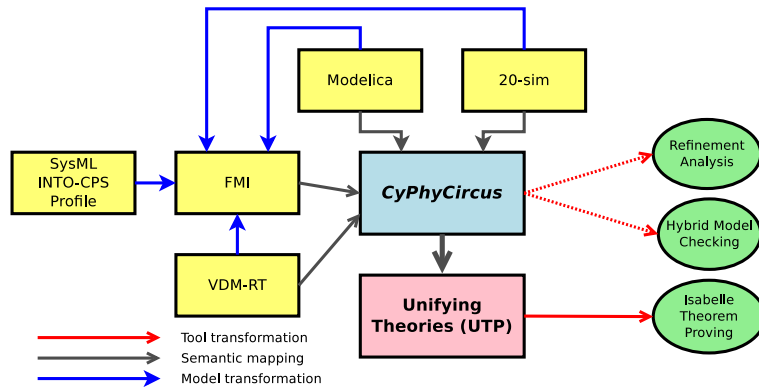 Modelica
20-sim
SysML
INTO-CPS
Profile
FMI
CyPhyCircus
Refinement
Analysis
Hybrid Model
Checking
VDM-RT
Unifying
Theories (UTP)
Isabelle
Theorem
Proving
Tool transformation
Semantic mapping
Model transformation